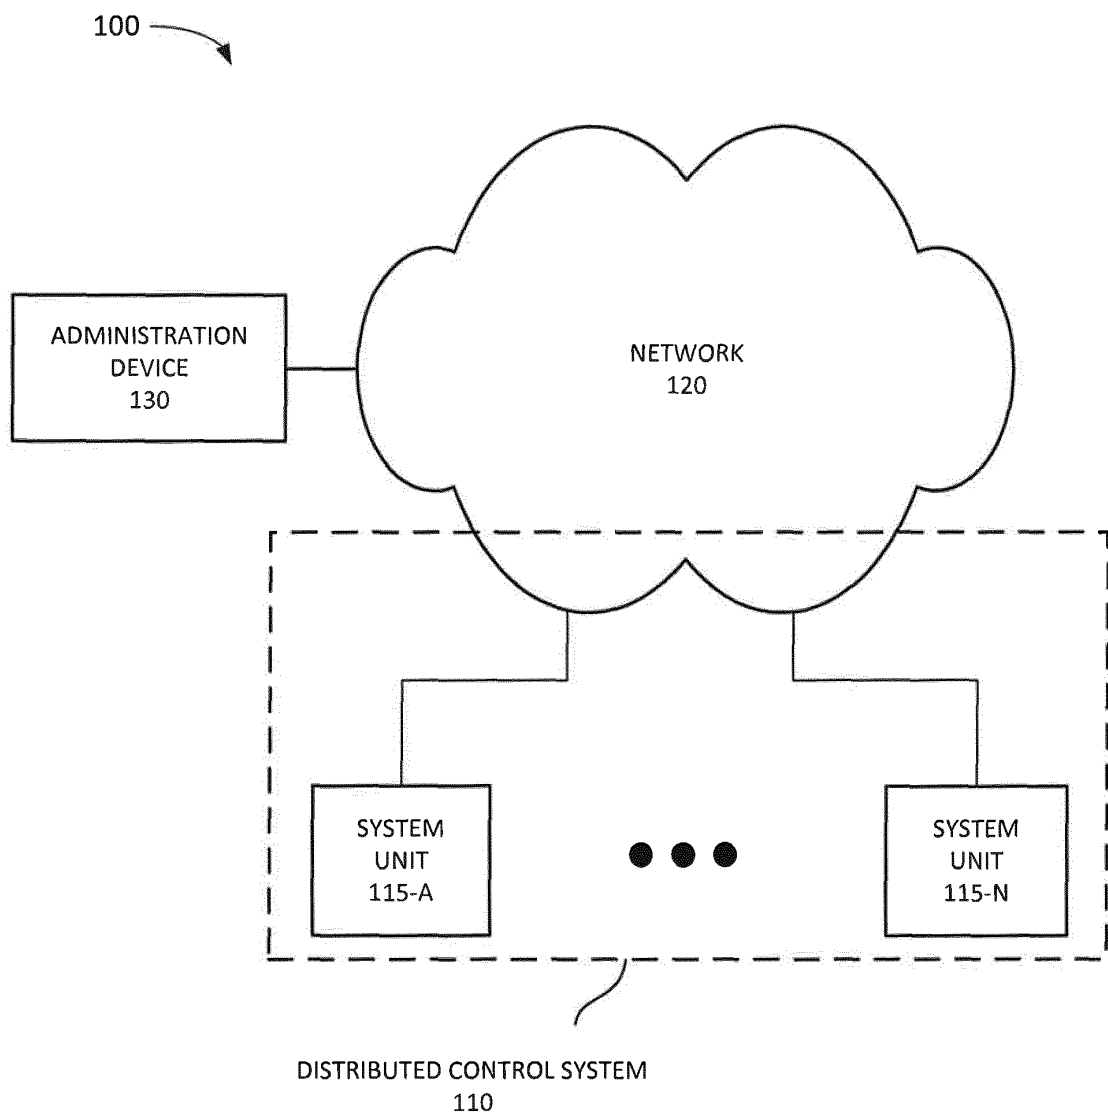 100
ADMINISTRATION
DEVICE
130
NETWORK
120
SYSTEM
UNIT
115-A
SYSTEM
UNIT
115-N
DISTRIBUTED CONTROL SYSTEM
110